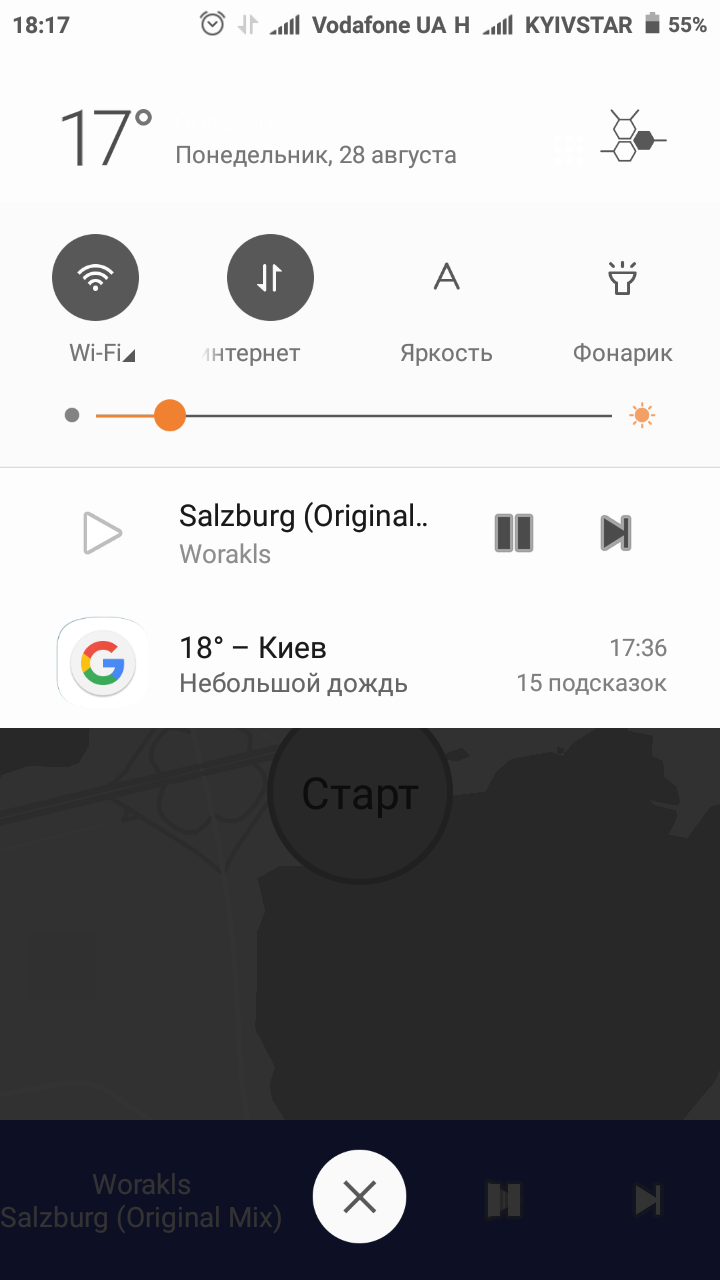 18:17 Vodafone UA H KYIVSTAR 55%
17°
Понедельник, 28 августа
Wi-Fi интернет Яркость Фонарик
Salzburg (Original..
Worakls
18° – Киев 17:36
Небольшой дождь 15 подсказок
Старт
Worakls
Salzburg (Original Mix)